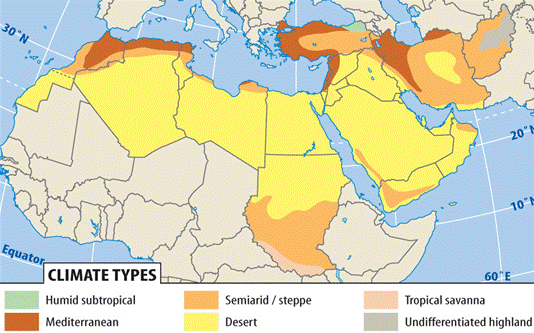 30°N
20°N
10°N
Equator
60°E
CLIMATE TYPES
Humid subtropical
Semiarid / steppe
Tropical savanna
Mediterranean
Desert
Undifferentiated highland